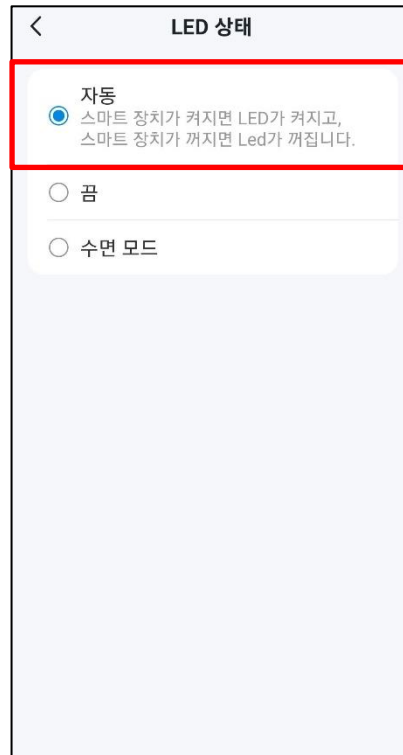 LED 상태
자동
스마트 장치가 켜지면 LED가 켜지고,
스마트 장치가 꺼지면 Led가 꺼집니다.
끔
수면 모드